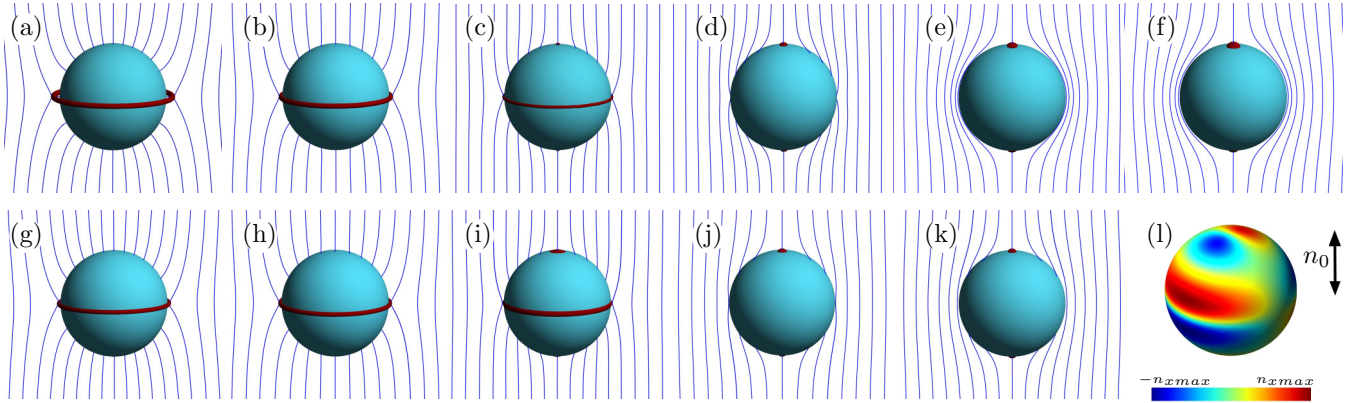 (a) (b) (c) (d) (e) (f)
(g) (h) (i) (j) (k) (l)
n₀
−nₓₘₐₓ nₓₘₐₓ